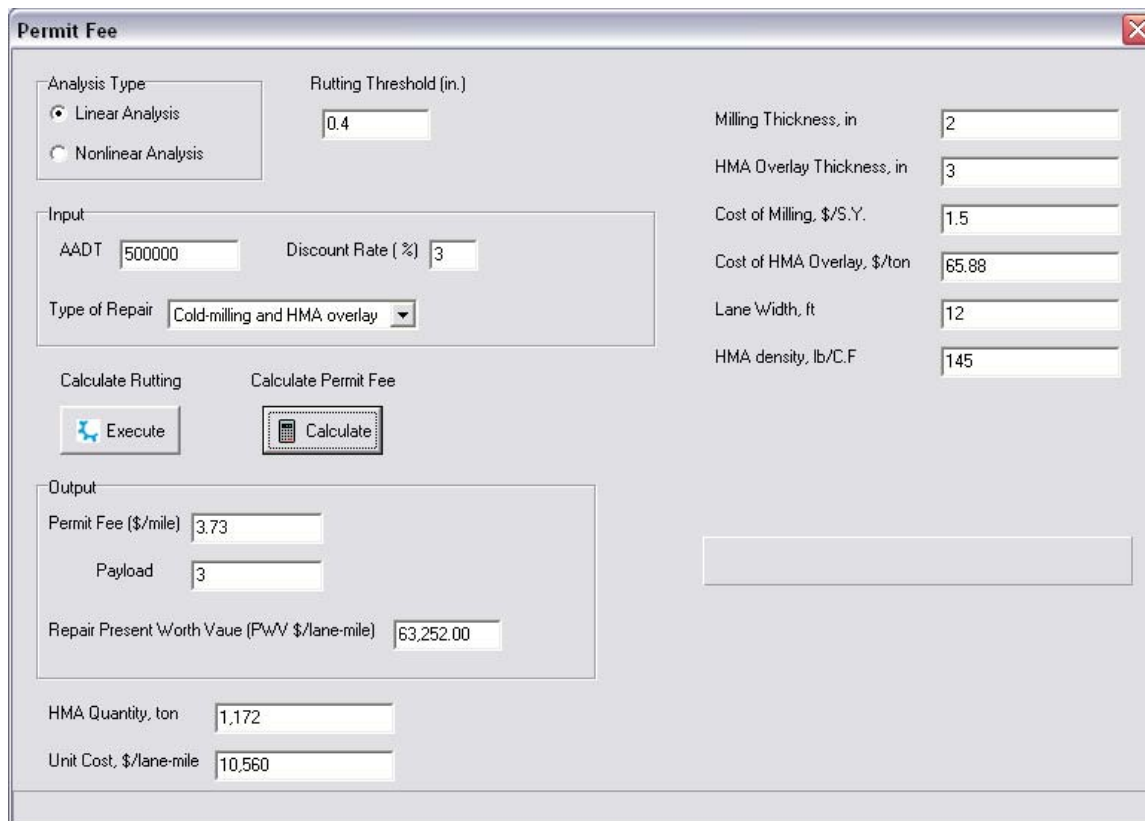 Permit Fee
Analysis Type
Linear Analysis
Nonlinear Analysis
Rutting Threshold (in.)
0.4
Input
AADT 500000 Discount Rate ( %) 3
Type of Repair Cold-milling and HMA overlay
Calculate Rutting Calculate Permit Fee
Execute Calculate
Output
Permit Fee ($/mile) 3.73
Payload 3
Repair Present Worth Vaue (PWV $/lane-mile) 63,252.00
HMA Quantity, ton 1,172
Unit Cost, $/lane-mile 10,560
Milling Thickness, in 2
HMA Overlay Thickness, in 3
Cost of Milling, $/S.Y. 1.5
Cost of HMA Overlay, $/ton 65.88
Lane Width, ft 12
HMA density, lb/C.F 145